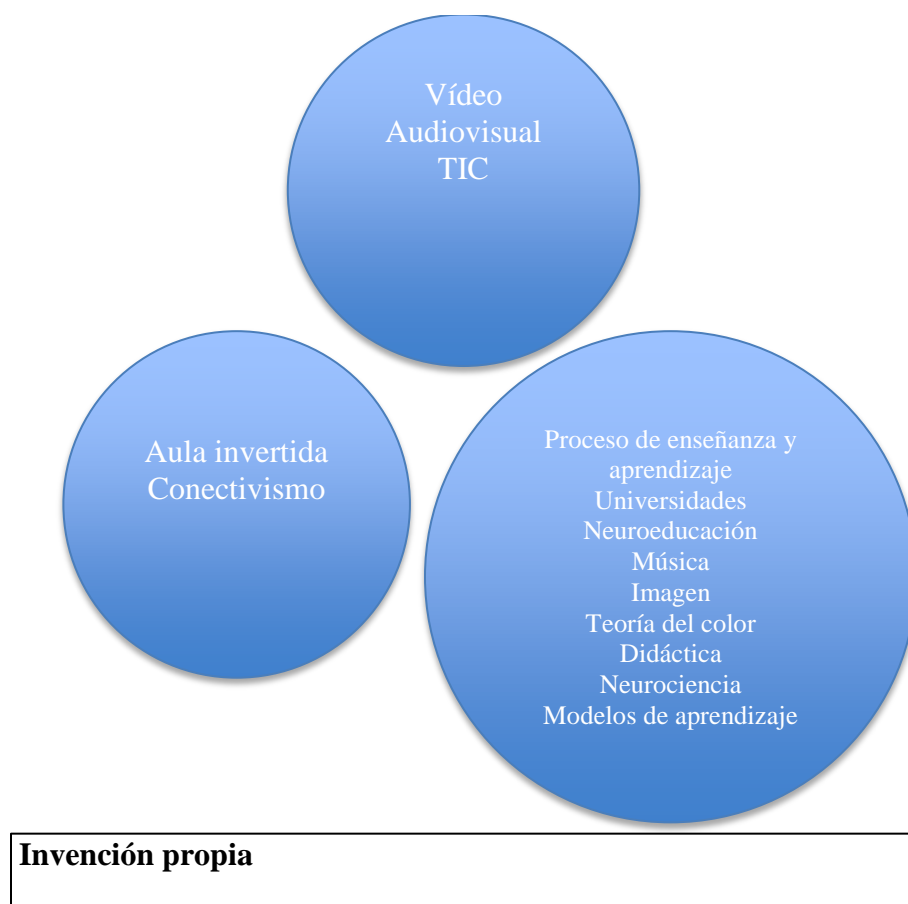 Vídeo
Audiovisual
TIC
Aula invertida
Conectivismo
Proceso de enseñanza y
aprendizaje
Universidades
Neuroeducación
Música
Imagen
Teoría del color
Didáctica
Neurociencia
Modelos de aprendizaje
Invención propia